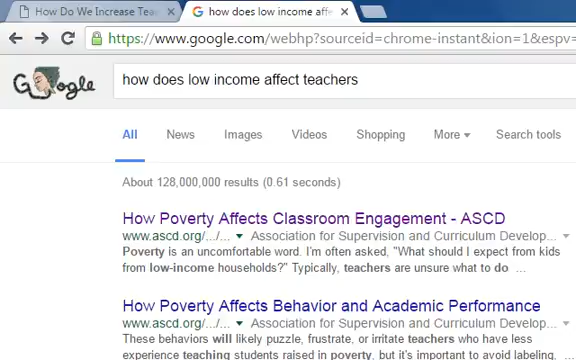 How Do We Increase Tea
how does low income affe
https://www.google.com/webhp?sourceid=chrome-instant&ion=1&espv=
Google
how does low income affect teachers
All News Images Videos Shopping More Search tools
About 128,000,000 results (0.61 seconds)
How Poverty Affects Classroom Engagement - ASCD
www.ascd.org/.../... Association for Supervision and Curriculum Develop...
Poverty is an uncomfortable word. I'm often asked, "What should I expect from kids
from low-income households?" Typically, teachers are unsure what to do ...
How Poverty Affects Behavior and Academic Performance
www.ascd.org/.../... Association for Supervision and Curriculum Develop...
These behaviors will likely puzzle, frustrate, or irritate teachers who have less
experience teaching students raised in poverty, but it's important to avoid labeling,